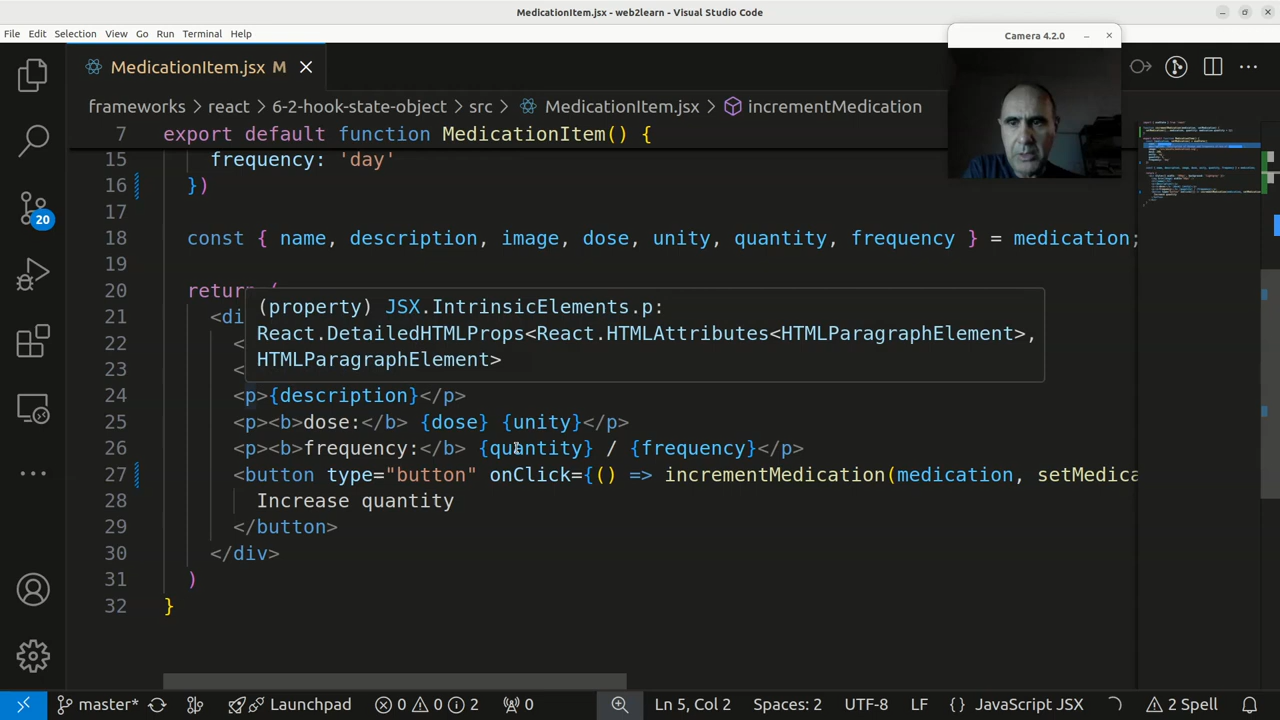 MedicationItem.jsx - web2learn - Visual Studio Code
File Edit Selection View Go Run Terminal Help
Camera 4.2.0
MedicationItem.jsx M
frameworks > react > 6-2-hook-state-object > src > MedicationItem.jsx > incrementMedication
7 export default function MedicationItem() {
15 frequency: 'day'
16 })
17
18 const { name, description, image, dose, unity, quantity, frequency } = medication;
19
20 return (
(property) JSX.IntrinsicElements.p:
React.DetailedHTMLProps<React.HTMLAttributes<HTMLParagraphElement>,
HTMLParagraphElement>
21 <di
22 <
23 <
24 <p>{description}</p>
25 <p><b>dose:</b> {dose} {unity}</p>
26 <p><b>frequency:</b> {quantity} / {frequency}</p>
27 <button type="button" onClick={() => incrementMedication(medication, setMedica
28 Increase quantity
29 </button>
30 </div>
31 )
32 }
20
master* Launchpad 0 0 2 0 Ln 5, Col 2 Spaces: 2 UTF-8 LF {} JavaScript JSX 2 Spell